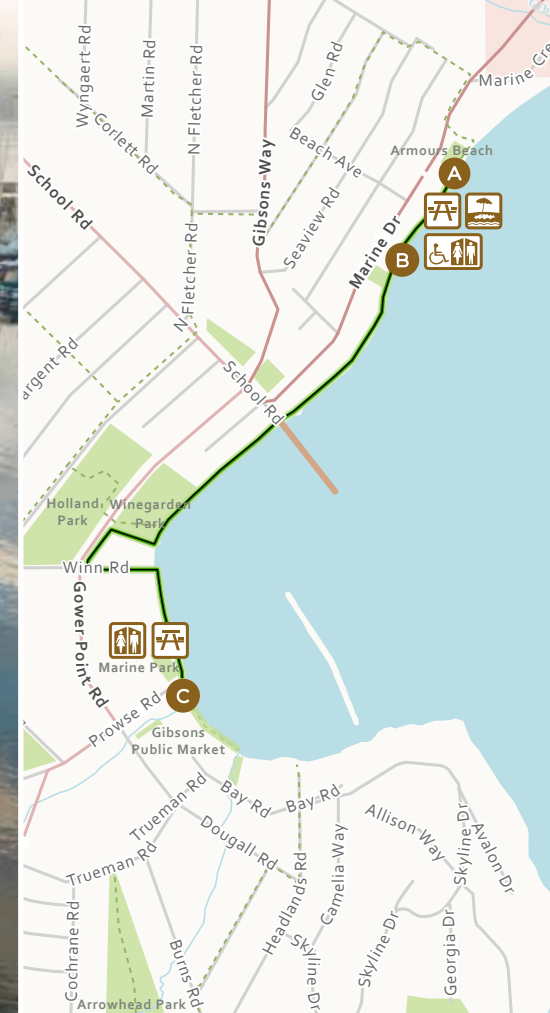 Wyngaert Rd
Martin Rd
N Fletcher Rd
Glen Rd
Marine Cre
Corlett Rd
Beach Ave
Armours Beach
A
School Rd
Gibsons Way
Seaview Rd
Marine Dr
B
N Fletcher Rd
argent Rd
School Rd
Holland
Park
Winegarden
Park
Winn Rd
Gower Point Rd
Marine Park
C
Prowse Rd
Gibsons
Public Market
Trueman Rd
Bay Rd
Bay Rd
Dougall Rd
Allison Way
Skyline Dr
Avalon Dr
Trueman Rd
Headlands Rd
Camelia Way
Cochrane Rd
Burns Rd
Skyline Dr
Skyline Dr
Georgia Dr
Arrowhead Park